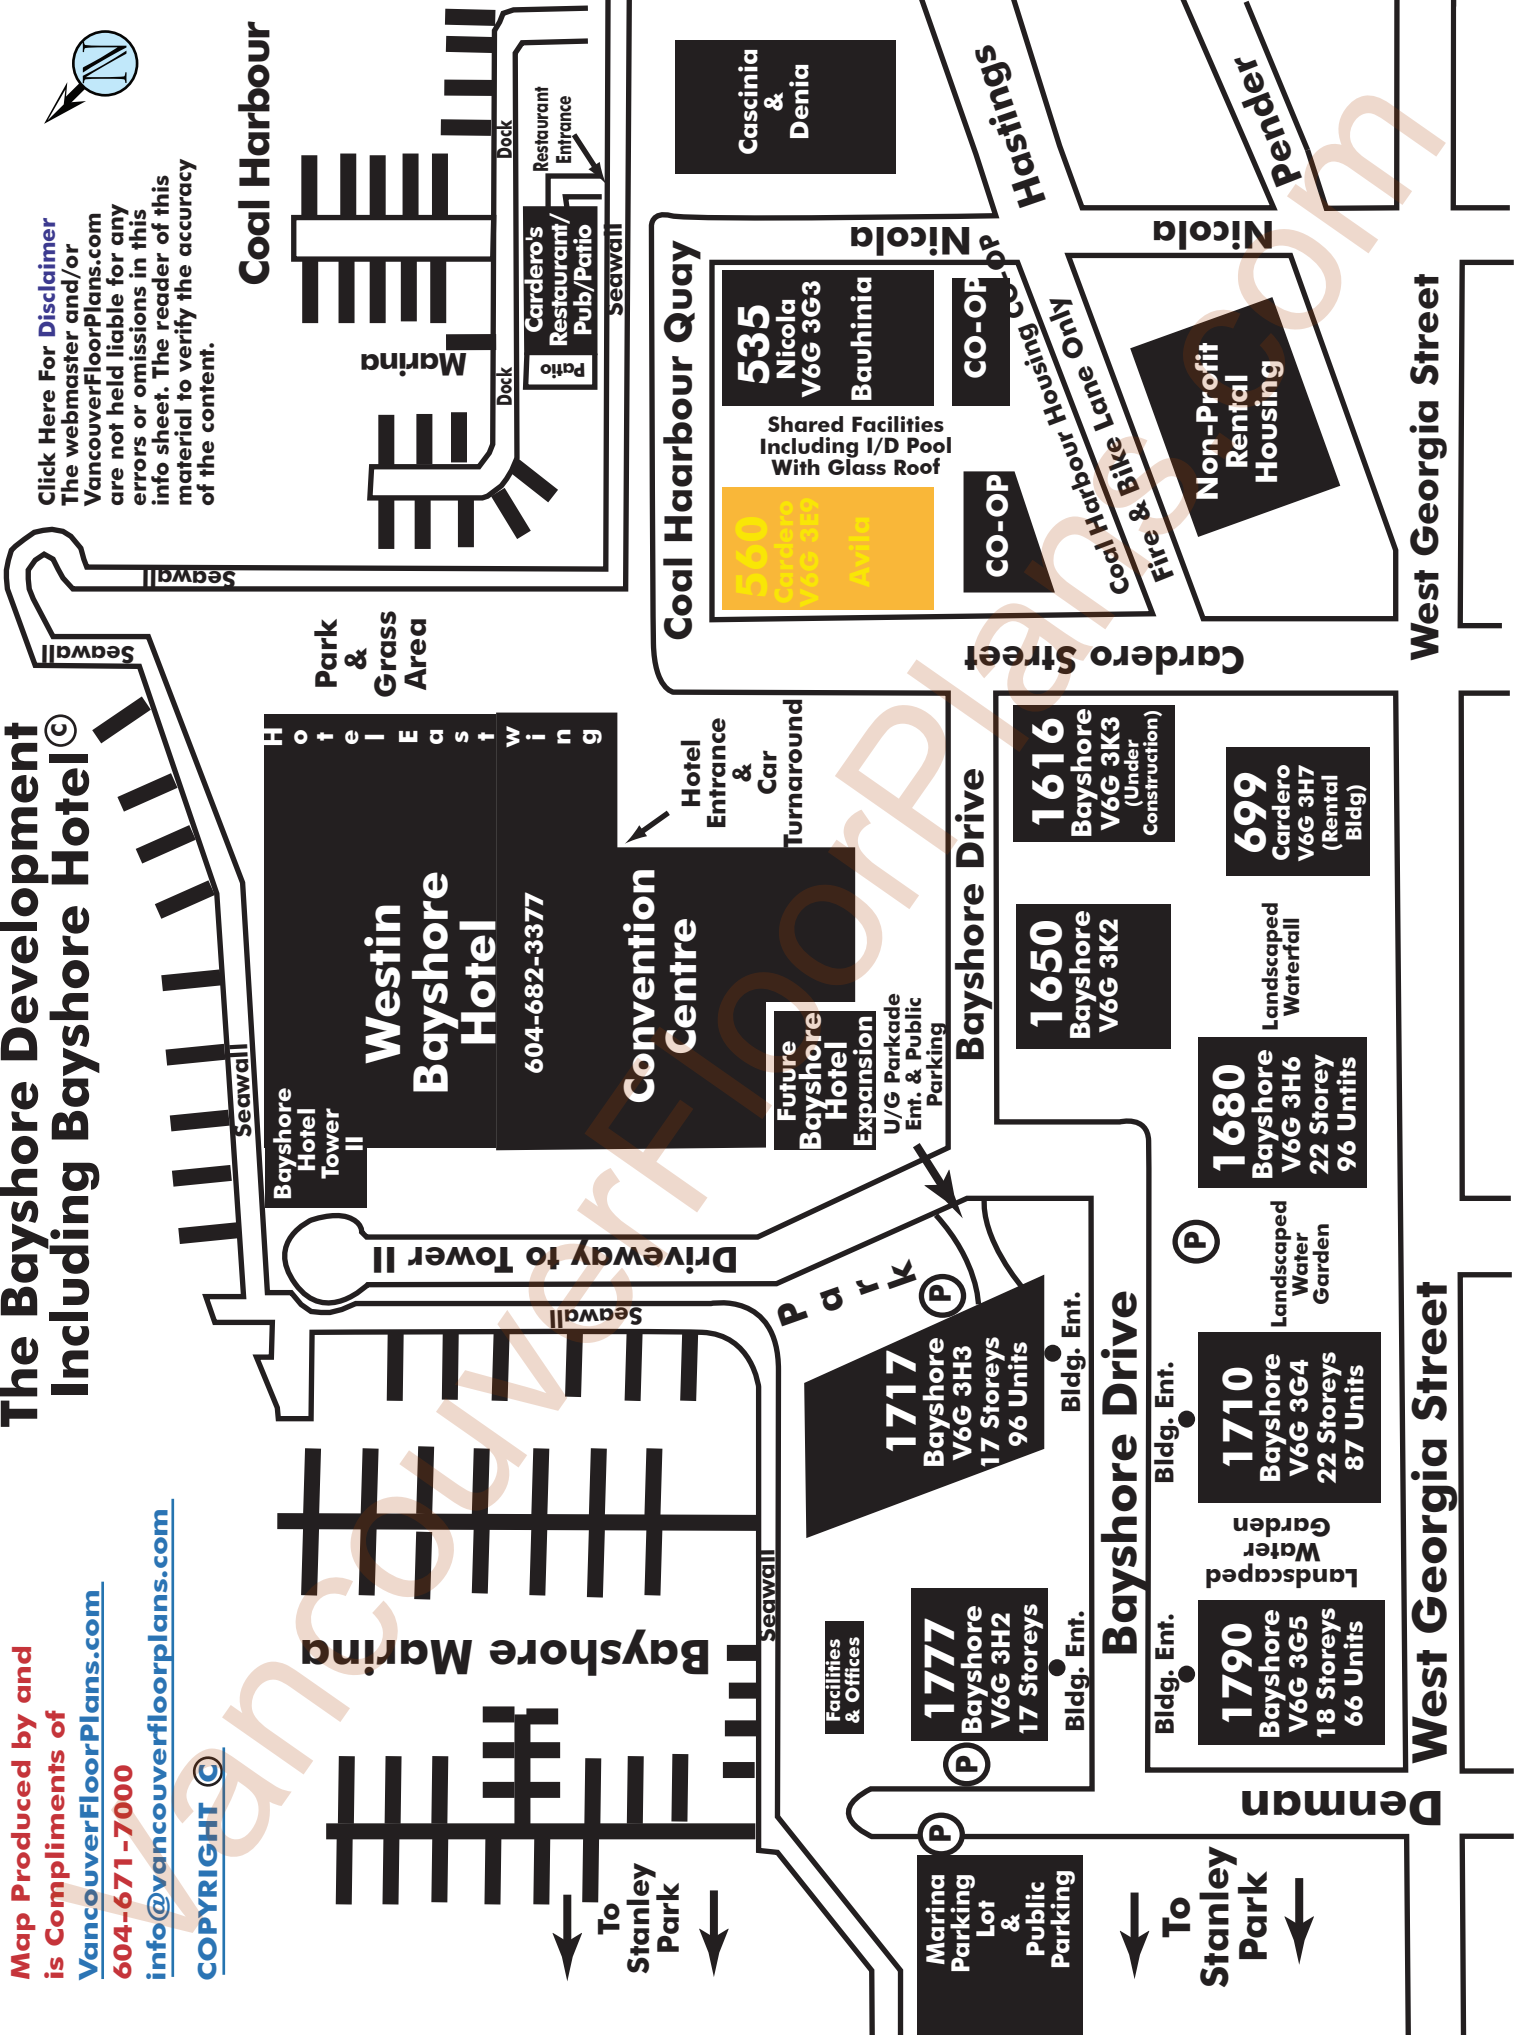 The Bayshore Development
Including Bayshore Hotel©
Map Produced by and
is Compliments of
VancouverFloorPlans.com
604-671-7000
info@vancouverfloorplans.com
COPYRIGHT ©
Click Here For Disclaimer
The webmaster and/or
VancouverFloorPlans.com
are not held liable for any
errors or omissions in this
info sheet. The reader of this
material to verify the accuracy
of the content.
N
Coal Harbour
Marina
Dock
Dock
Restaurant
Entrance
Cardero's
Restaurant/
Pub/Patio
Patio
Seawall
Seawall
Seawall
Seawall
Seawall
Seawall
Park
&
Grass
Area
Hotel East wing
Westin
Bayshore
Hotel
604-682-3377
Convention
Centre
Bayshore
Hotel
Tower
II
Hotel
Entrance
&
Car
Turnaround
Future
Bayshore
Hotel
Expansion
U/G Parkade
Ent. & Public
Parking
Driveway to Tower II
Park
P
Bayshore Marina
To
Stanley
Park
Facilities
& Offices
1717
Bayshore
V6G 3H3
17 Storeys
96 Units
Bldg. Ent.
1777
Bayshore
V6G 3H2
17 Storeys
Bldg. Ent.
P
P
Marina
Parking
Lot
&
Public
Parking
To
Stanley
Park
Denman
Bayshore Drive
Bayshore Drive
1790
Bayshore
V6G 3G5
18 Storeys
66 Units
Bldg. Ent.
Landscaped
Water
Garden
1710
Bayshore
V6G 3G4
22 Storeys
87 Units
Bldg. Ent.
Landscaped
Water
Garden
P
1680
Bayshore
V6G 3H6
22 Storey
96 Untits
Landscaped
Waterfall
1650
Bayshore
V6G 3K2
1616
Bayshore
V6G 3K3
(Under
Construction)
699
Cardero
V6G 3H7
(Rental
Bldg)
West Georgia Street
West Georgia Street
Cardero Street
Coal Haarbour Quay
560
Cardero
V6G 3E9
Avila
Shared Facilities
Including I/D Pool
With Glass Roof
535
Nicola
V6G 3G3
Bauhinia
CO-OP
CO-OP
Coal Harbour Housing CO-OP
Fire & Bike Lane Only
Non-Profit
Rental
Housing
Nicola
Nicola
Cascinia
&
Denia
Hastings
Pender
VancouverFloorPlans.com